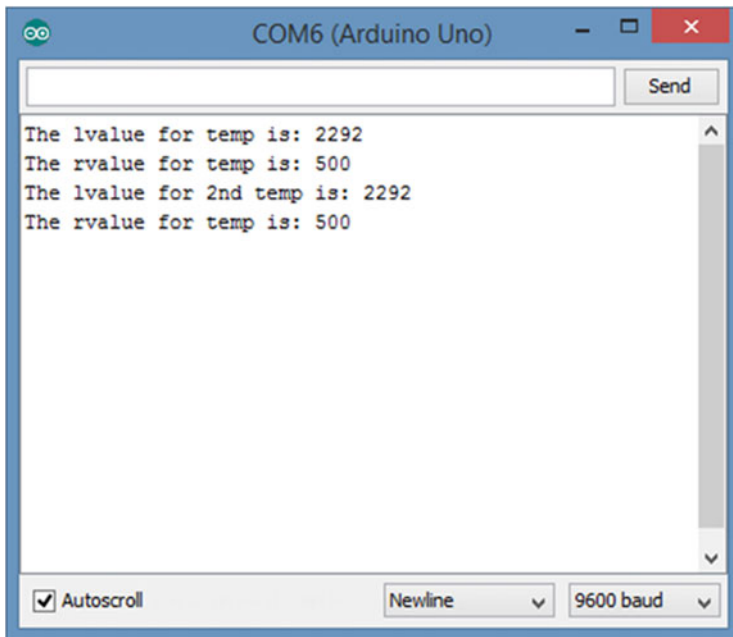 COM6 (Arduino Uno)
Send
The lvalue for temp is: 2292
The rvalue for temp is: 500
The lvalue for 2nd temp is: 2292
The rvalue for temp is: 500
Autoscroll
Newline
9600 baud